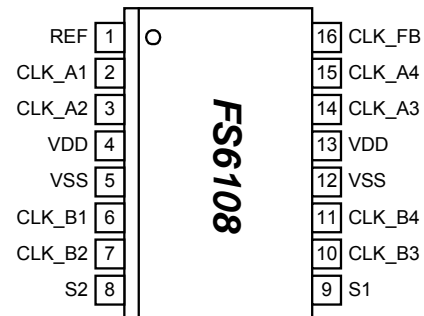 REF 1 16 CLK_FB
CLK_A1 2 15 CLK_A4
CLK_A2 3 14 CLK_A3
VDD 4 13 VDD
VSS 5 12 VSS
CLK_B1 6 11 CLK_B4
CLK_B2 7 10 CLK_B3
S2 8 9 S1
FS6108